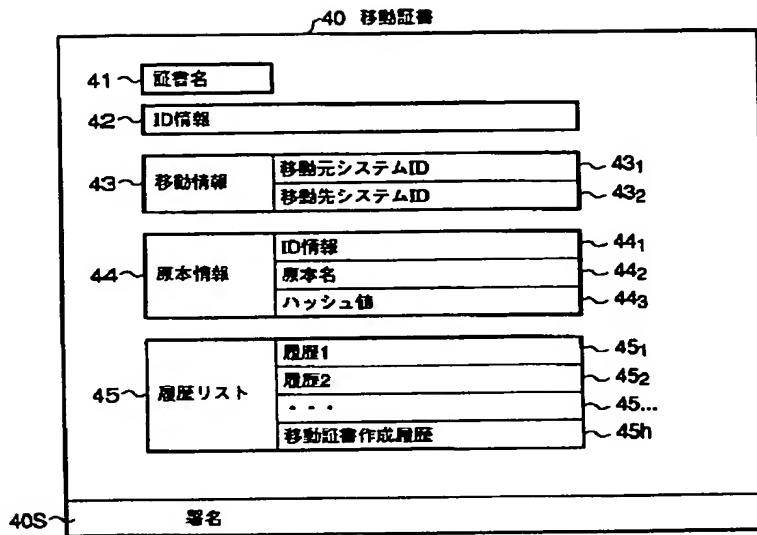 40 移動証書
41 証書名
42 ID情報
移動元システムID 43₁
43 移動情報
移動先システムID 43₂
ID情報 44₁
44 原本情報 原本名 44₂
ハッシュ値 44₃
履歴1 45₁
履歴2 45₂
45 履歴リスト
・・・ 45...
移動証書作成履歴 45h
40S 署名